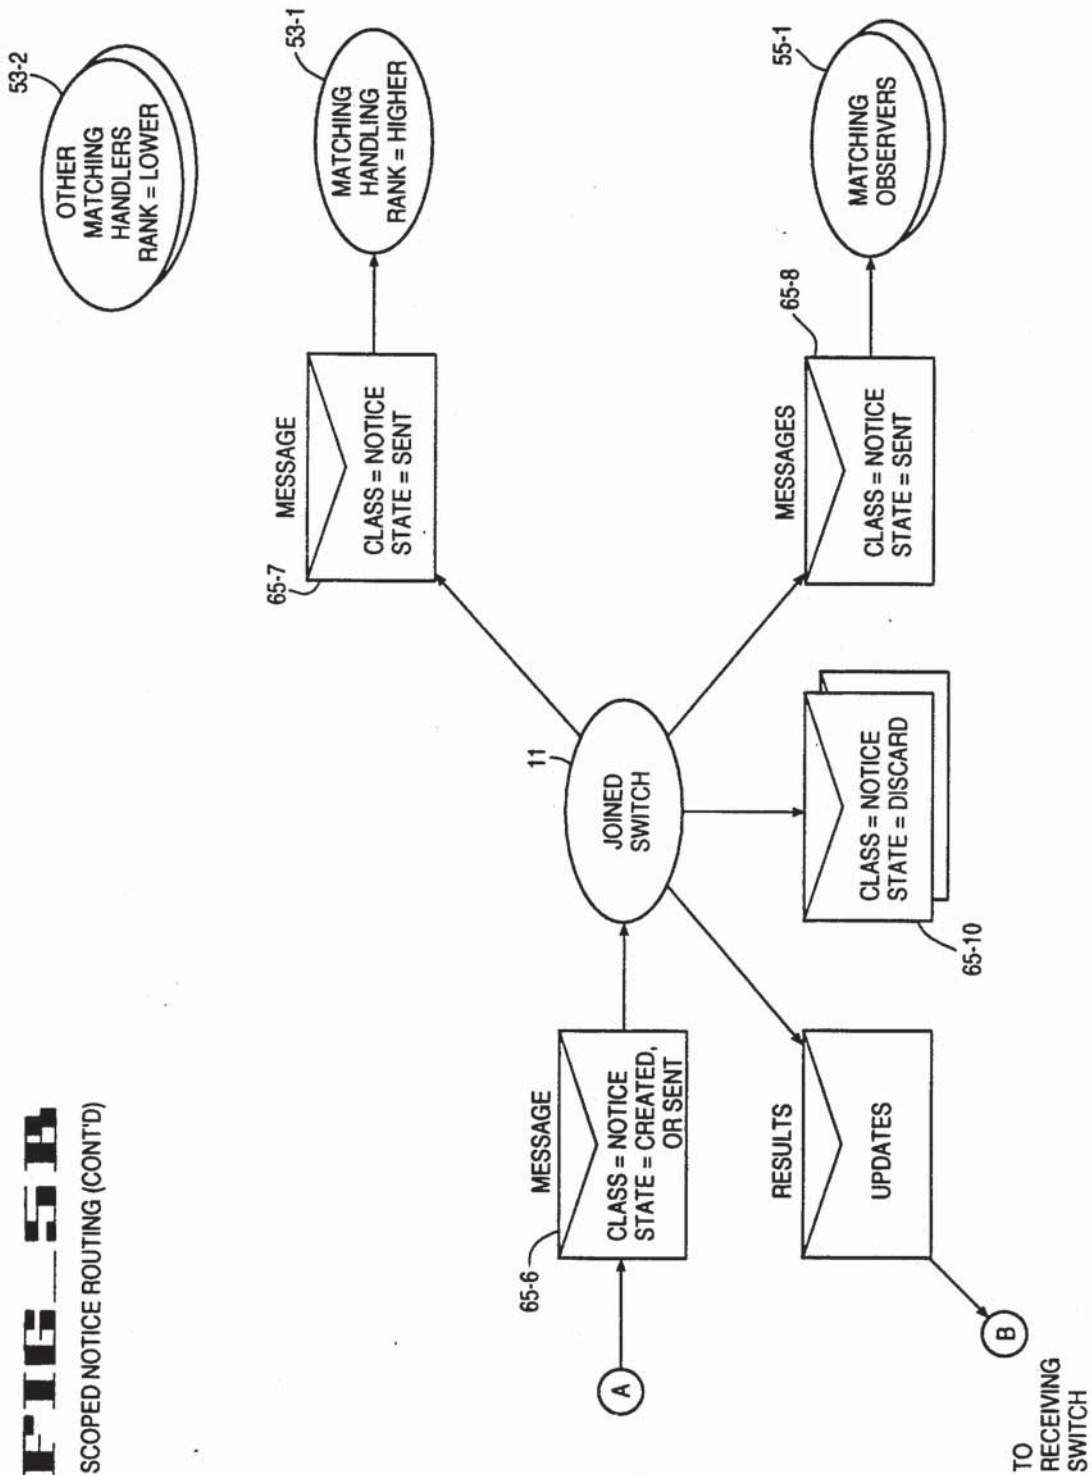 FIG_5B
SCOPED NOTICE ROUTING (CONT'D)
53-2
OTHER
MATCHING
HANDLERS
RANK = LOWER
65-7
MESSAGE
CLASS = NOTICE
STATE = SENT
53-1
MATCHING
HANDLING
RANK = HIGHER
A
65-6
MESSAGE
CLASS = NOTICE
STATE = CREATED,
OR SENT
11
JOINED
SWITCH
TO
RECEIVING
SWITCH
B
RESULTS
UPDATES
65-10
CLASS = NOTICE
STATE = DISCARD
MESSAGES
65-8
CLASS = NOTICE
STATE = SENT
55-1
MATCHING
OBSERVERS